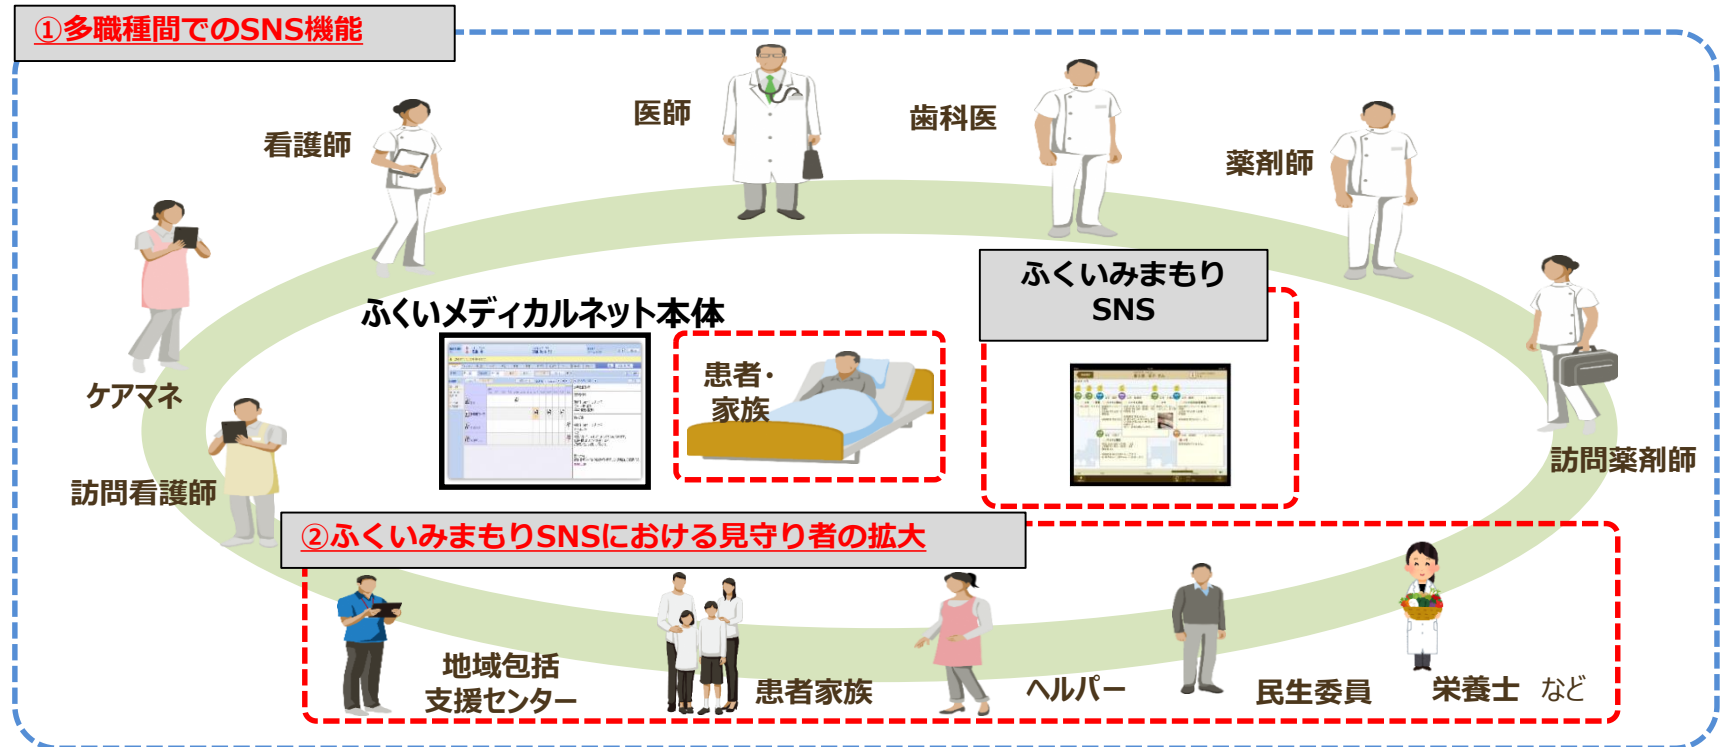 ①多職種間でのSNS機能
医師
歯科医
看護師
薬剤師
ふくいみまもり
SNS
ふくいメディカルネット本体
患者・
家族
ケアマネ
訪問薬剤師
訪問看護師
②ふくいみまもりSNSにおける見守り者の拡大
地域包括
支援センター
患者家族
ヘルパー
民生委員
栄養士 など